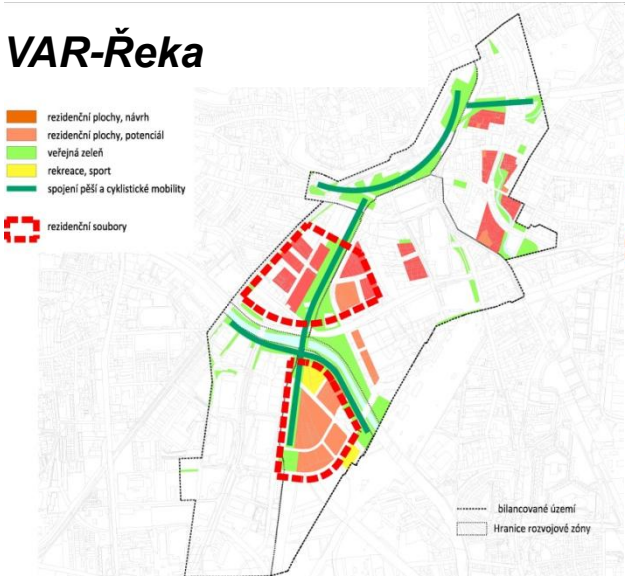 VAR-Řeka
rezidenční plochy, návrh
rezidenční plochy, potenciál
veřejná zeleň
rekreace, sport
spojení pěší a cyklistické mobility
rezidenční soubory
bilancované území
Hranice rozvojové zóny